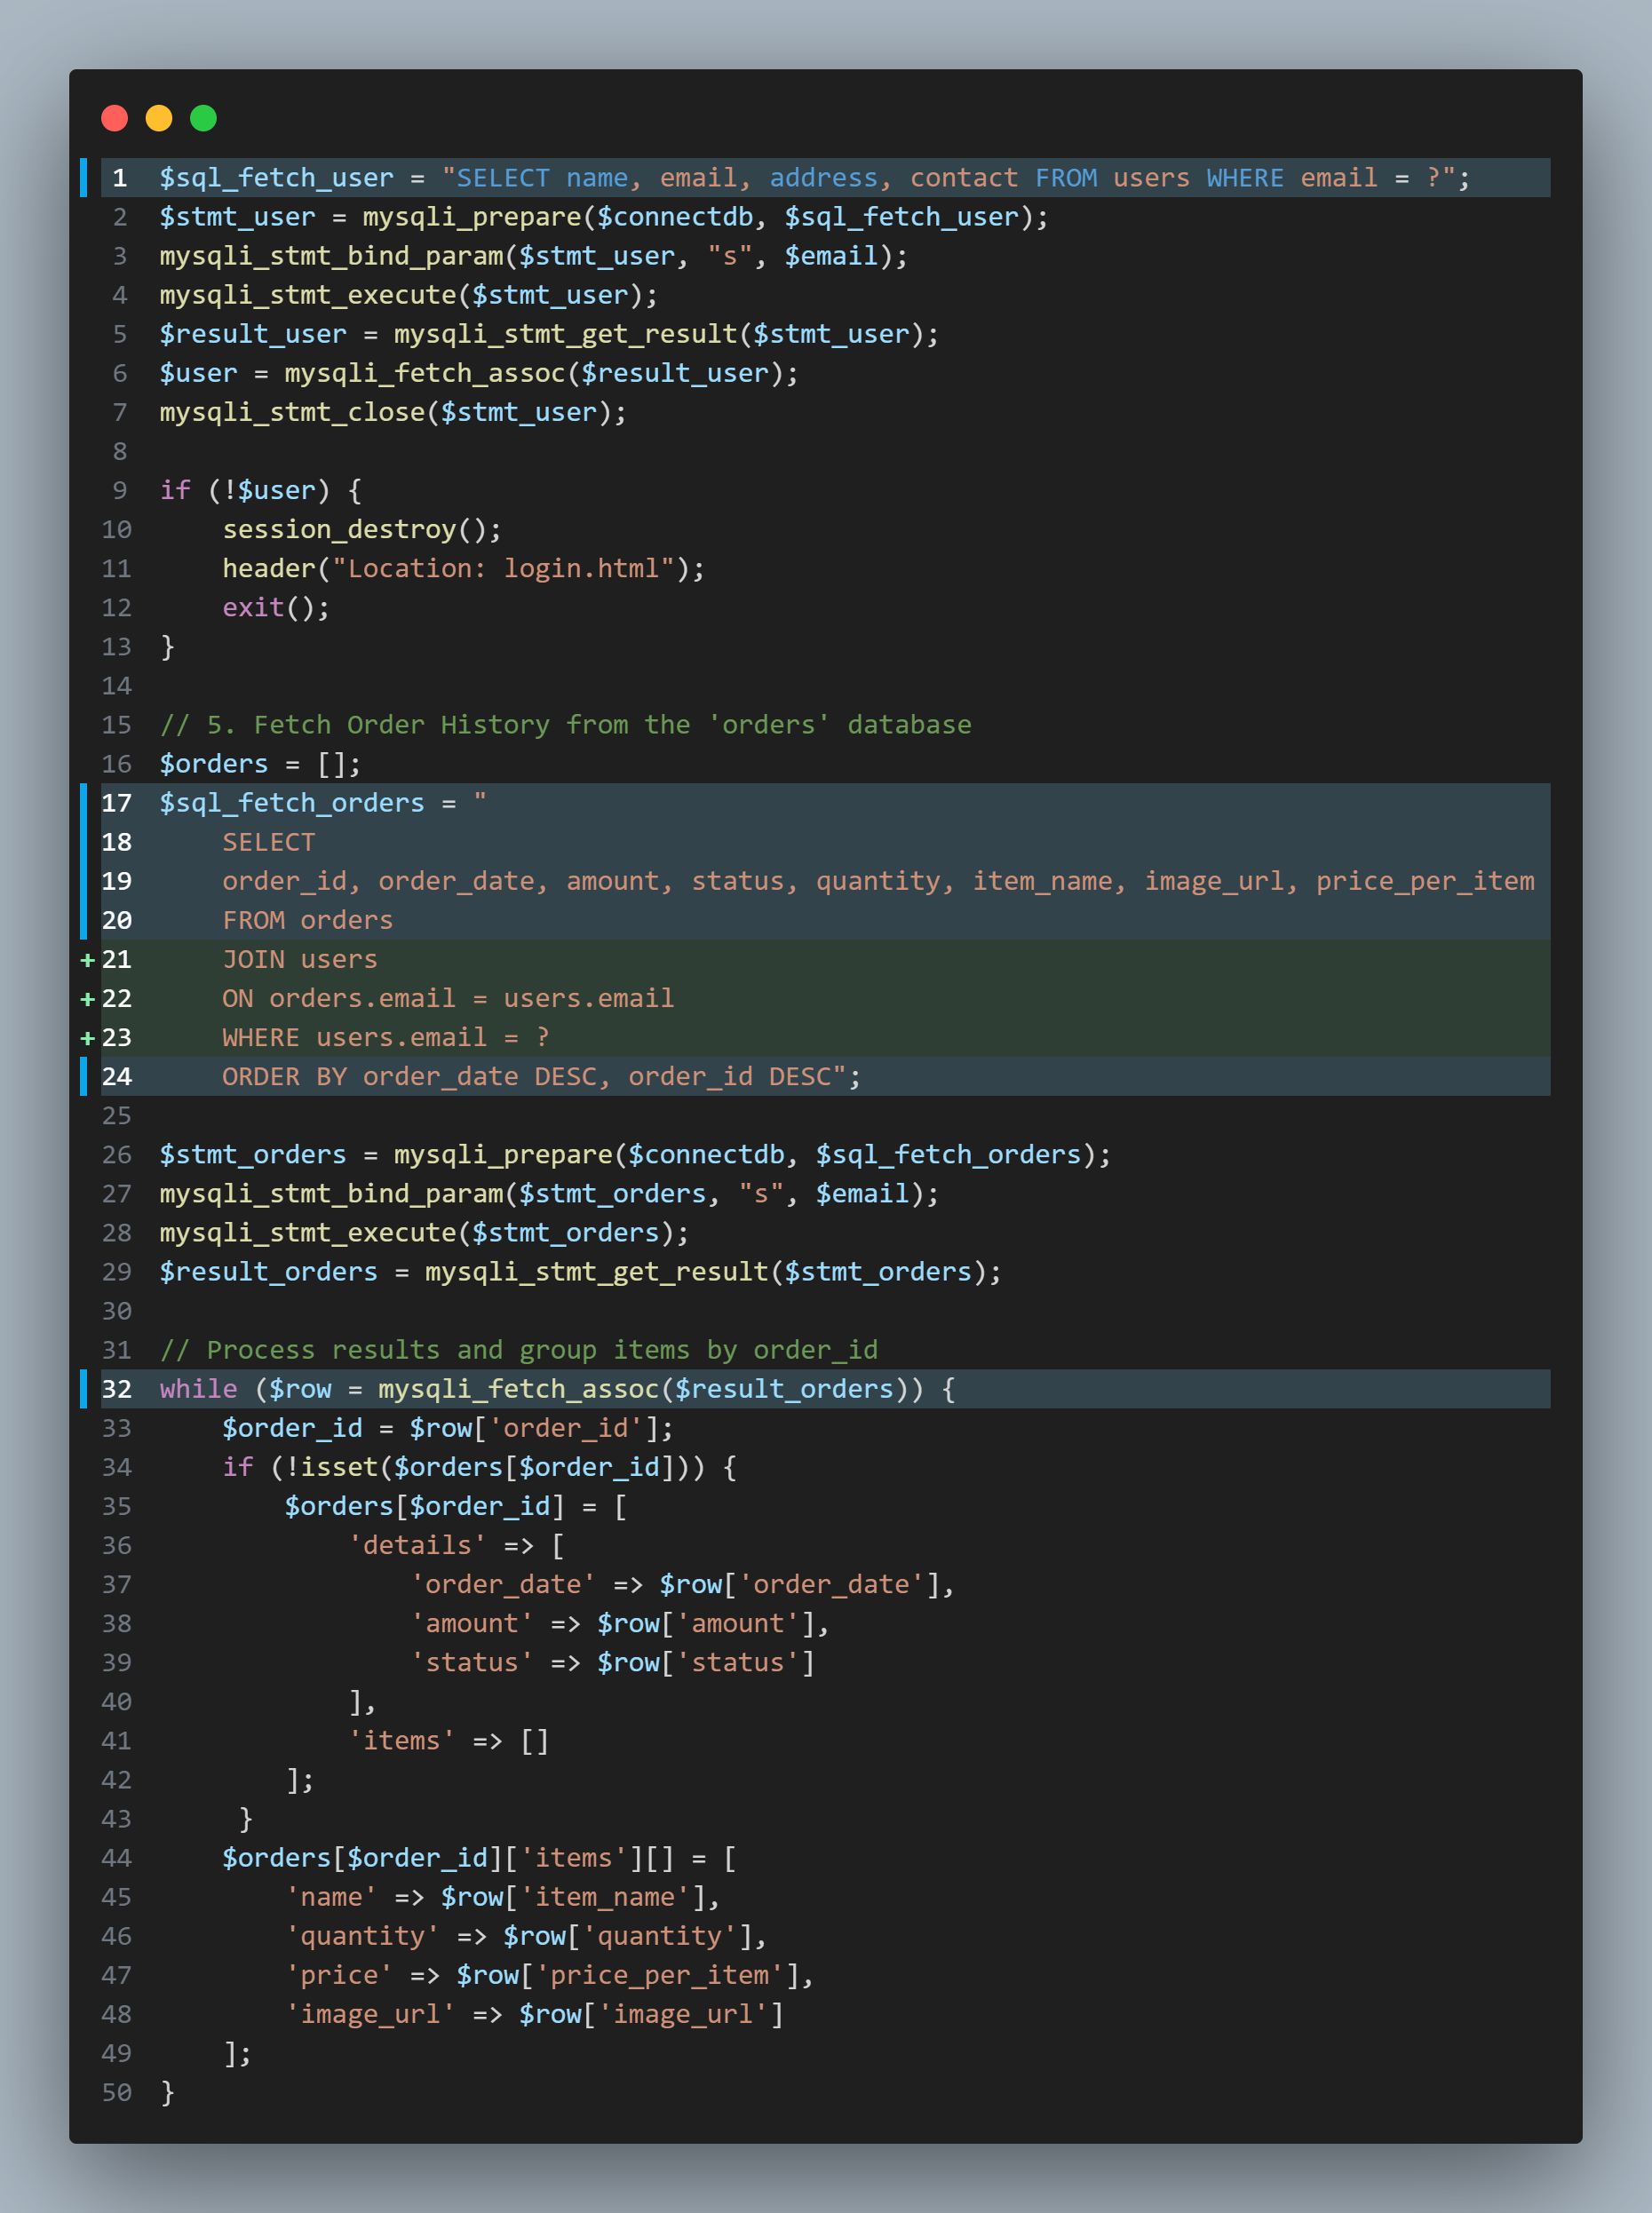 1 $sql_fetch_user = "SELECT name, email, address, contact FROM users WHERE email = ?";
2 $stmt_user = mysqli_prepare($connectdb, $sql_fetch_user);
3 mysqli_stmt_bind_param($stmt_user, "s", $email);
4 mysqli_stmt_execute($stmt_user);
5 $result_user = mysqli_stmt_get_result($stmt_user);
6 $user = mysqli_fetch_assoc($result_user);
7 mysqli_stmt_close($stmt_user);
8
9 if (!$user) {
10     session_destroy();
11     header("Location: login.html");
12     exit();
13 }
14
15 // 5. Fetch Order History from the 'orders' database
16 $orders = [];
17 $sql_fetch_orders = "
18     SELECT
19     order_id, order_date, amount, status, quantity, item_name, image_url, price_per_item
20     FROM orders
+ 21     JOIN users
+ 22     ON orders.email = users.email
+ 23     WHERE users.email = ?
24     ORDER BY order_date DESC, order_id DESC";
25
26 $stmt_orders = mysqli_prepare($connectdb, $sql_fetch_orders);
27 mysqli_stmt_bind_param($stmt_orders, "s", $email);
28 mysqli_stmt_execute($stmt_orders);
29 $result_orders = mysqli_stmt_get_result($stmt_orders);
30
31 // Process results and group items by order_id
32 while ($row = mysqli_fetch_assoc($result_orders)) {
33     $order_id = $row['order_id'];
34     if (!isset($orders[$order_id])) {
35         $orders[$order_id] = [
36             'details' => [
37                 'order_date' => $row['order_date'],
38                 'amount' => $row['amount'],
39                 'status' => $row['status']
40             ],
41             'items' => []
42         ];
43      }
44     $orders[$order_id]['items'][] = [
45         'name' => $row['item_name'],
46         'quantity' => $row['quantity'],
47         'price' => $row['price_per_item'],
48         'image_url' => $row['image_url']
49     ];
50 }